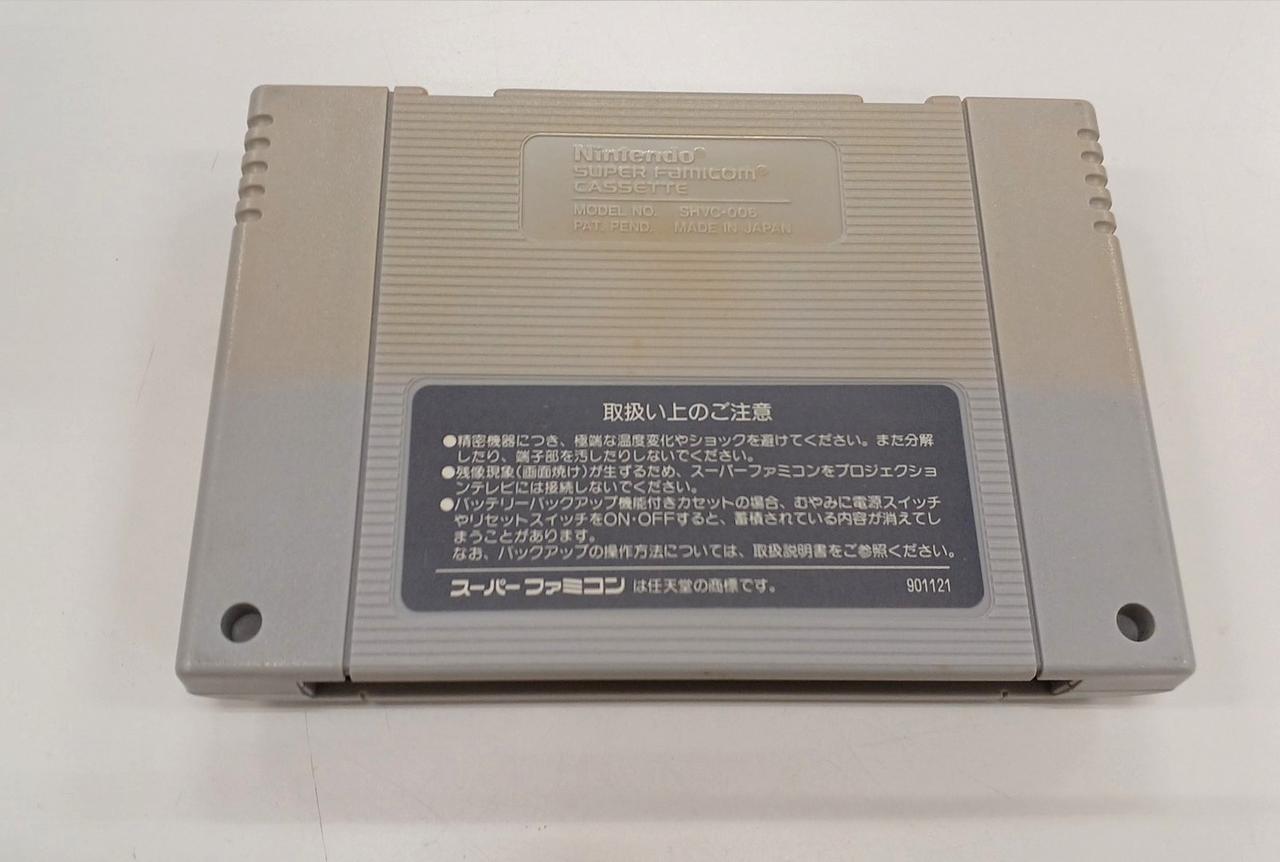 Nintendo®
SUPER FAMICOM®
CASSETTE
MODEL NO. SHVC-006
PAT. PEND. MADE IN JAPAN
取扱い上のご注意
●精密機器につき、極端な温度変化やショックを避けてください。また分解
したり、端子部を汚したりしないでください。
●残像現象(画面焼け)が生ずるため、スーパーファミコンをプロジェクショ
ンテレビには接続しないでください。
●バッテリーバックアップ機能付きカセットの場合、むやみに電源スイッチ
やリセットスイッチをON・OFFすると、蓄積されている内容が消えてし
まうことがあります。
なお、バックアップの操作方法については、取扱説明書をご参照ください。
スーパーファミコン は任天堂の商標です。 901121